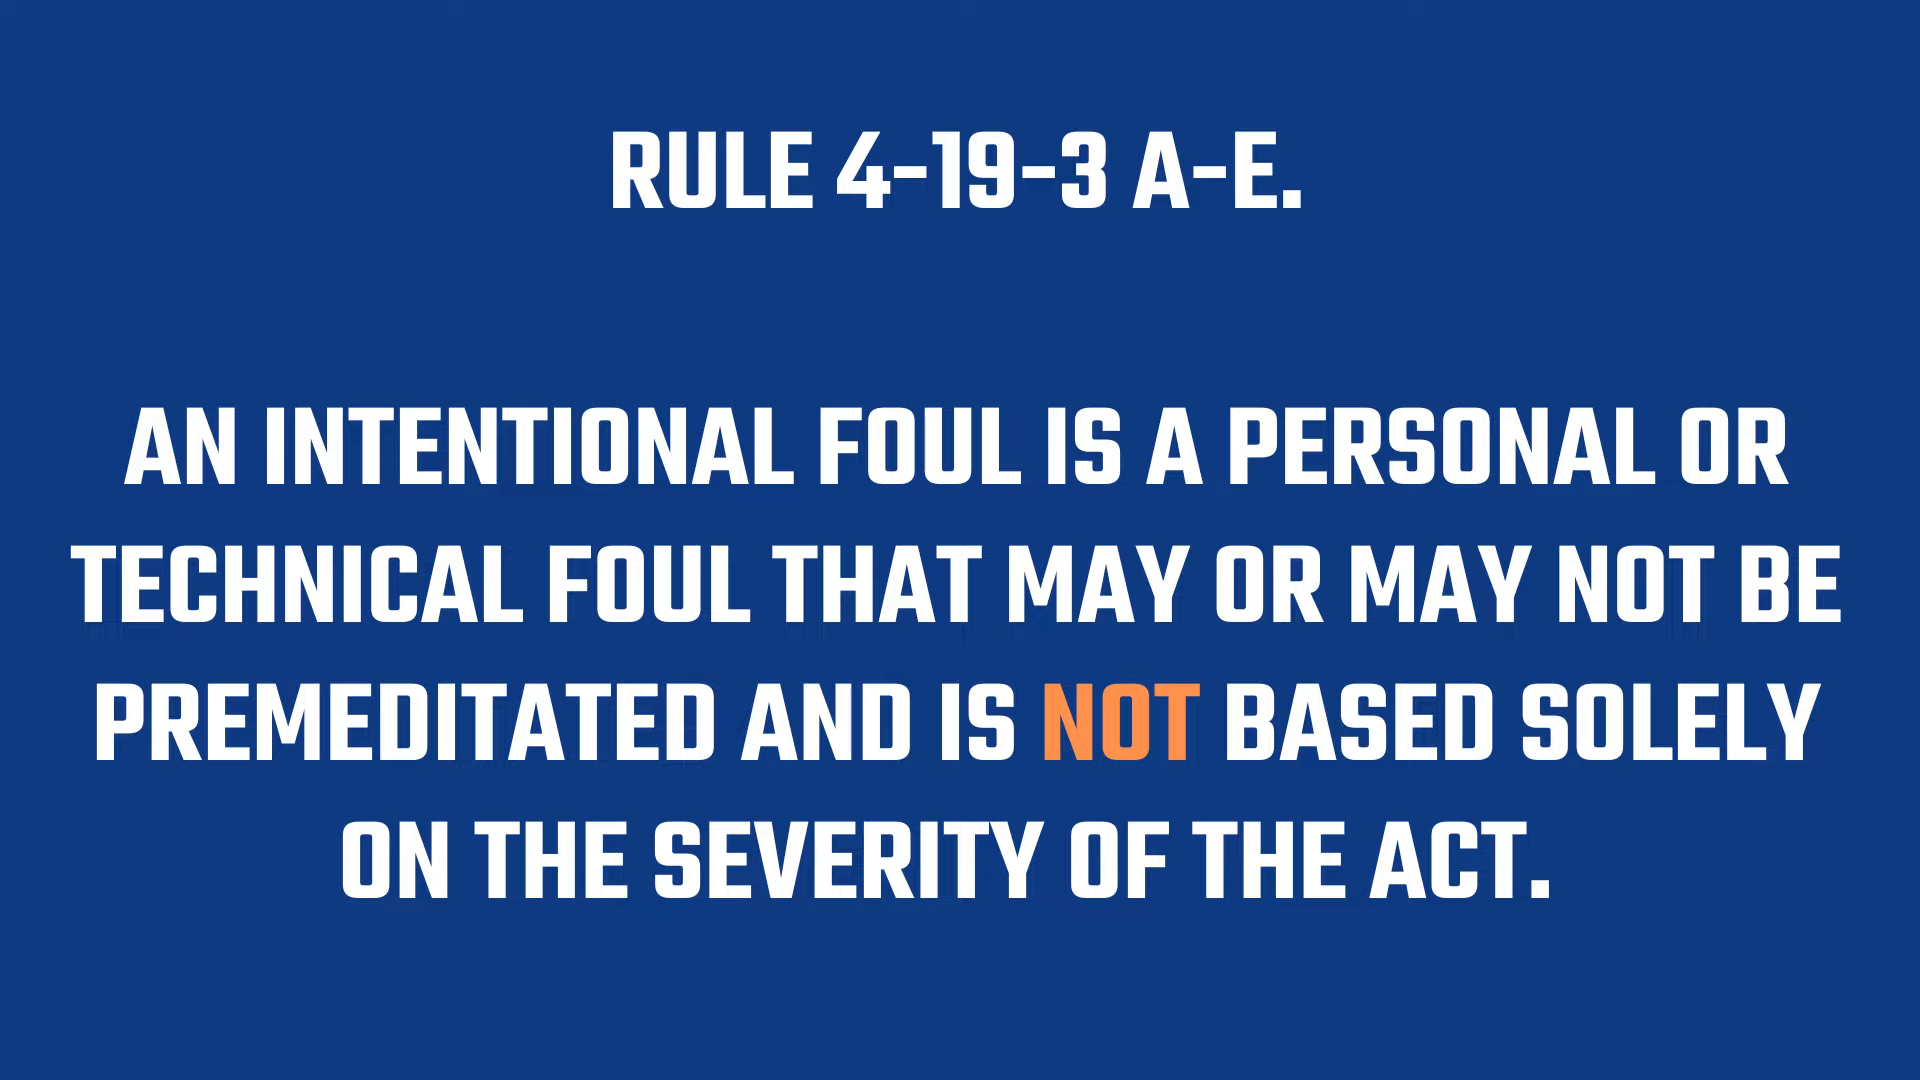 RULE 4-19-3 A-E.
AN INTENTIONAL FOUL IS A PERSONAL OR
TECHNICAL FOUL THAT MAY OR MAY NOT BE
PREMEDITATED AND IS NOT BASED SOLELY
ON THE SEVERITY OF THE ACT.